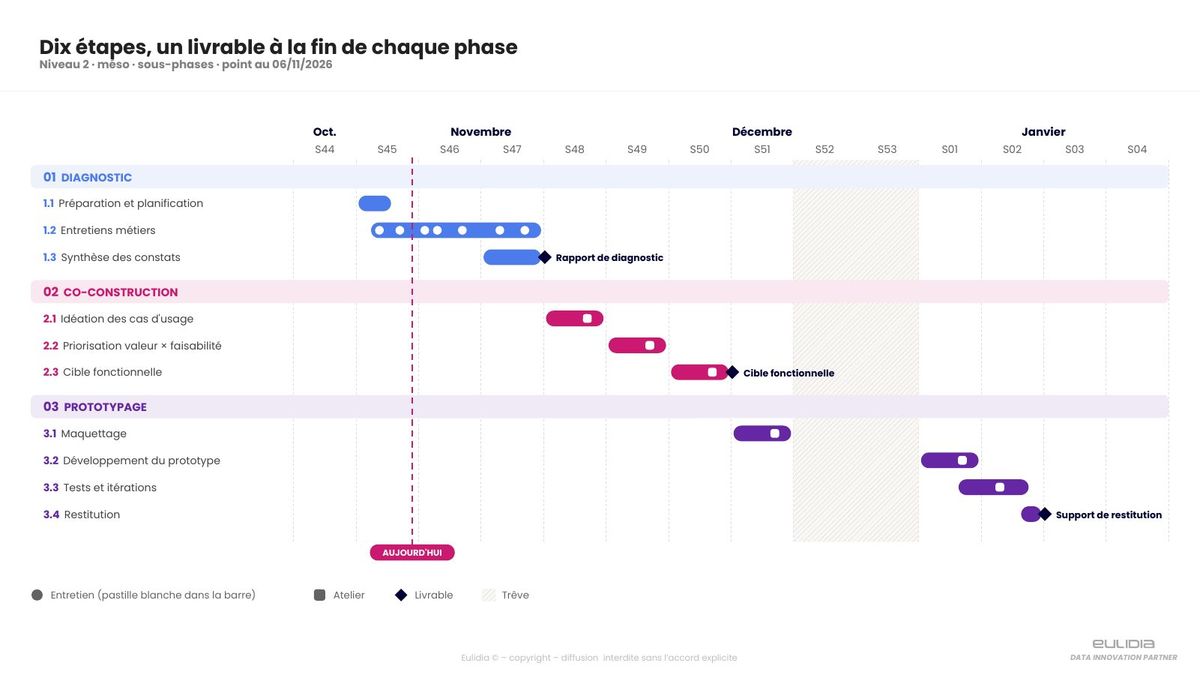 Dix étapes, un livrable à la fin de chaque phase
Niveau 2 · méso · sous-phases · point au 06/11/2026
Oct. Novembre Décembre Janvier
S44 S45 S46 S47 S48 S49 S50 S51 S52 S53 S01 S02 S03 S04
01 DIAGNOSTIC
1.1 Préparation et planification
1.2 Entretiens métiers
1.3 Synthèse des constats Rapport de diagnostic
02 CO-CONSTRUCTION
2.1 Idéation des cas d'usage
2.2 Priorisation valeur × faisabilité
2.3 Cible fonctionnelle Cible fonctionnelle
03 PROTOTYPAGE
3.1 Maquettage
3.2 Développement du prototype
3.3 Tests et itérations
3.4 Restitution Support de restitution
AUJOURD'HUI
Entretien (pastille blanche dans la barre) Atelier Livrable Trêve
Eulidia © – copyright – diffusion interdite sans l'accord explicite
EULIDIA
DATA INNOVATION PARTNER